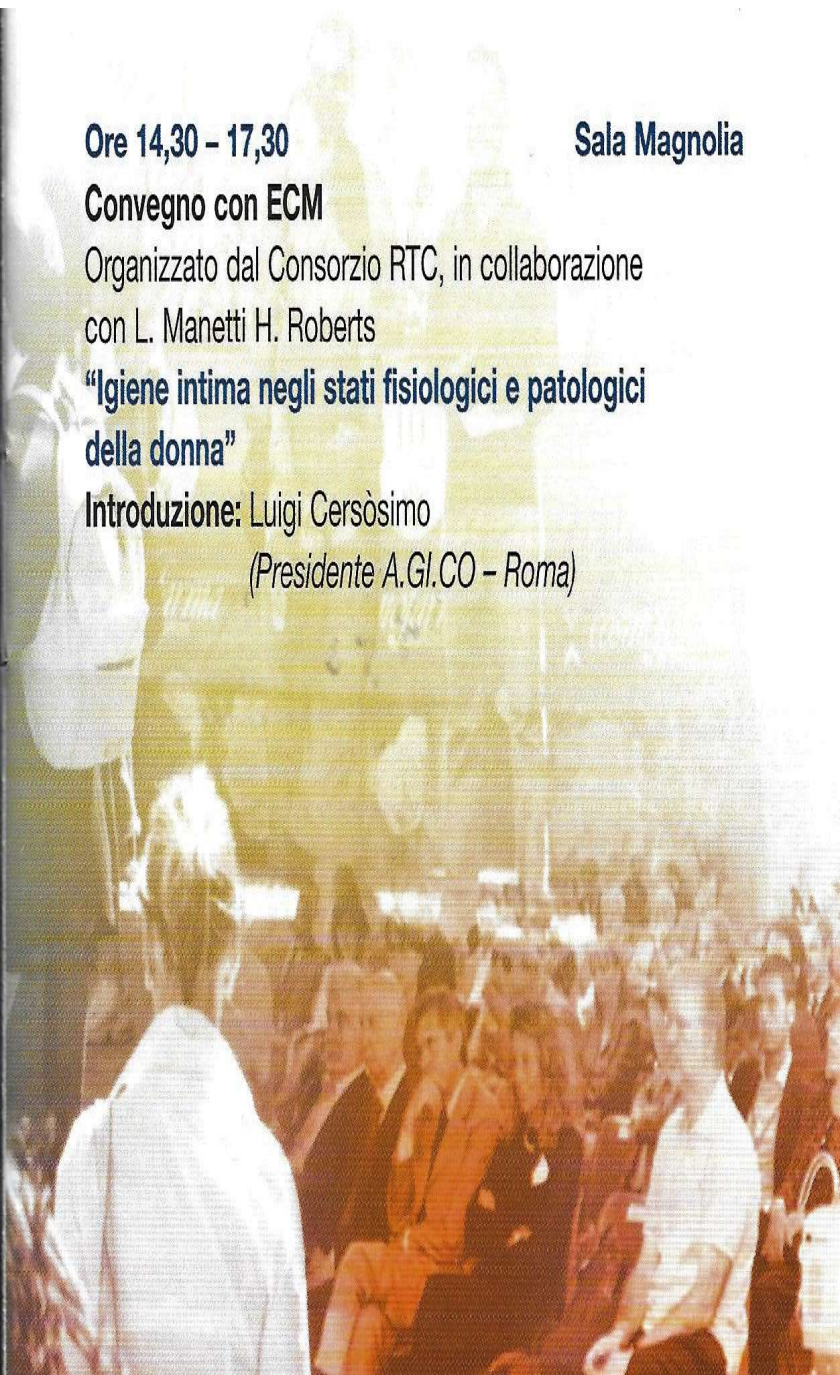 Ore 14,30 – 17,30 Sala Magnolia
Convegno con ECM
Organizzato dal Consorzio RTC, in collaborazione
con L. Manetti H. Roberts
“Igiene intima negli stati fisiologici e patologici
della donna”
Introduzione: Luigi Cersòsimo
(Presidente A.GI.CO – Roma)